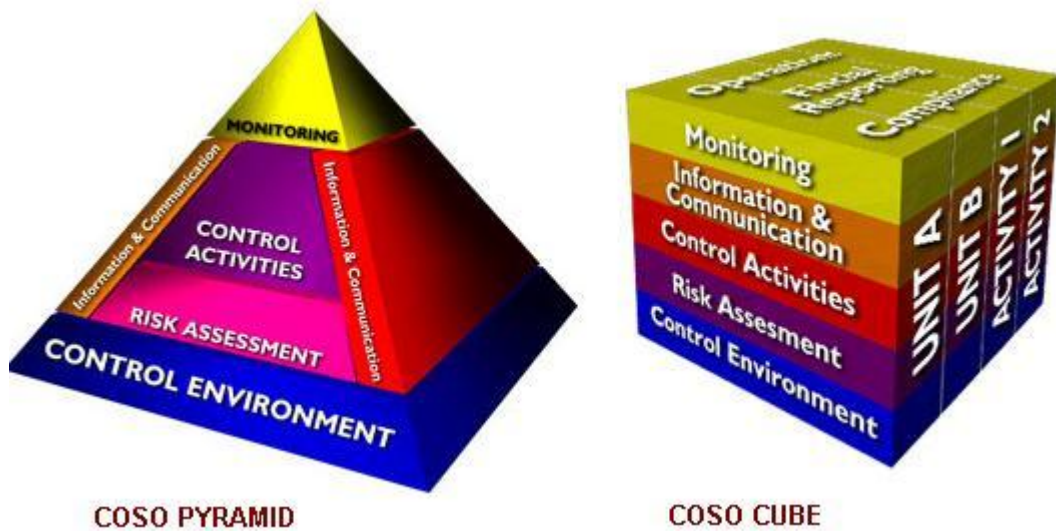 MONITORING
Information & Communication
Information & Communication
CONTROL
ACTIVITIES
RISK ASSESSMENT
CONTROL ENVIRONMENT
COSO PYRAMID
Operations
Fincial
Reporting
Compliance
Monitoring
Information &
Communication
Control Activities
Risk Assesment
Control Environment
UNIT A
UNIT B
ACTIVITY 1
ACTIVITY 2
COSO CUBE